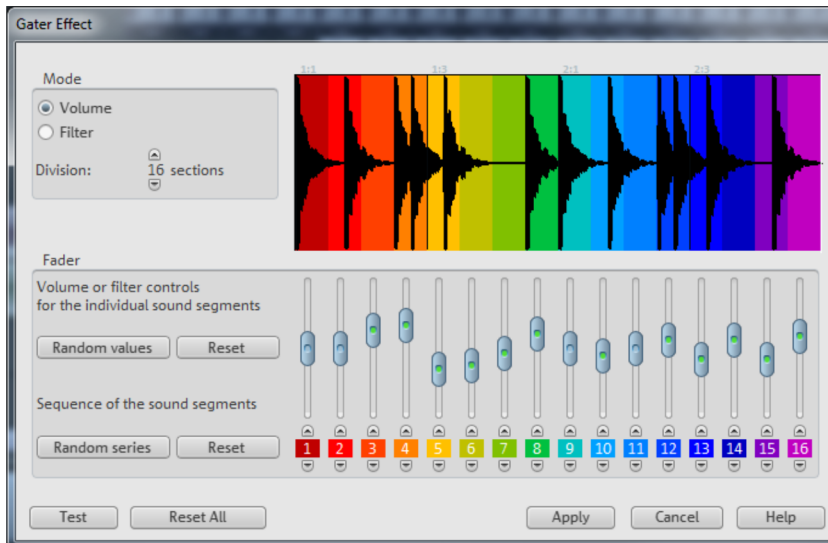 Gater Effect
1:1 1:3 2:1 2:3
Mode
Volume
Filter
Division: 16 sections
Fader
Volume or filter controls
for the individual sound segments
Random values Reset
Sequence of the sound segments
Random series Reset
1 2 3 4 5 6 7 8 9 10 11 12 13 14 15 16
Test Reset All Apply Cancel Help